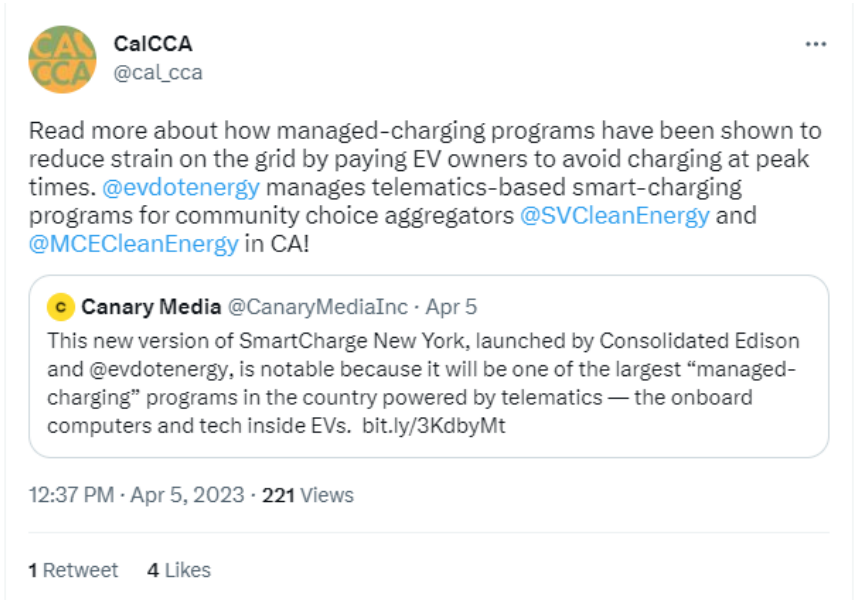 CAL
CCA
CalCCA
@cal_cca
Read more about how managed-charging programs have been shown to
reduce strain on the grid by paying EV owners to avoid charging at peak
times. @evdotenergy manages telematics-based smart-charging
programs for community choice aggregators @SVCleanEnergy and
@MCECleanEnergy in CA!
C Canary Media @CanaryMediaInc · Apr 5
This new version of SmartCharge New York, launched by Consolidated Edison
and @evdotenergy, is notable because it will be one of the largest “managed-
charging” programs in the country powered by telematics — the onboard
computers and tech inside EVs. bit.ly/3KdbyMt
12:37 PM · Apr 5, 2023 · 221 Views
1 Retweet 4 Likes